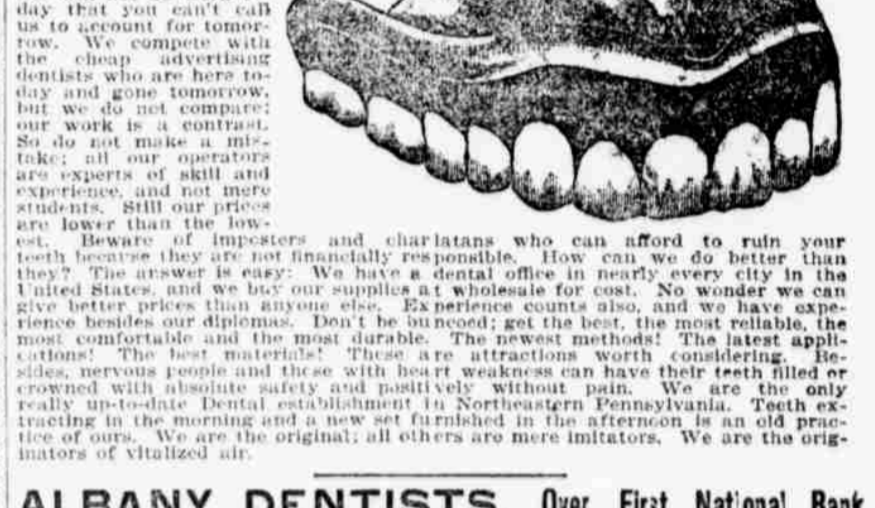 day that you can't call
us to account for tomor-
row. We compete with
the cheap advertising
dentists who are here to-
day and gone tomorrow,
but we do not compare;
our work is a contrast.
So do not make a mis-
take; all our operators
are experts of skill and
experience, and not mere
students. Still our prices
are lower than the low-
est. Beware of imposters and charlatans who can afford to ruin your
teeth because they are not financially responsible. How can we do better than
they? The answer is easy: We have a dental office in nearly every city in the
United States, and we buy our supplies at wholesale for cost. No wonder we can
give better prices than anyone else. Experience counts also, and we have expe-
rience besides our diplomas. Don't be buncoed; get the best, the most reliable, the
most comfortable and the most durable. The newest methods! The latest appli-
cations! The best materials! These are attractions worth considering. Be-
sides, nervous people and those with heart weakness can have their teeth filled or
crowned with absolute safety and positively without pain. We are the only
really up-to-date Dental establishment in Northeastern Pennsylvania. Teeth ex-
tracting in the morning and a new set furnished in the afternoon is an old prac-
tice of ours. We are the original; all others are mere imitators. We are the orig-
inators of vitalized air.
ALBANY DENTISTS Over First National Bank